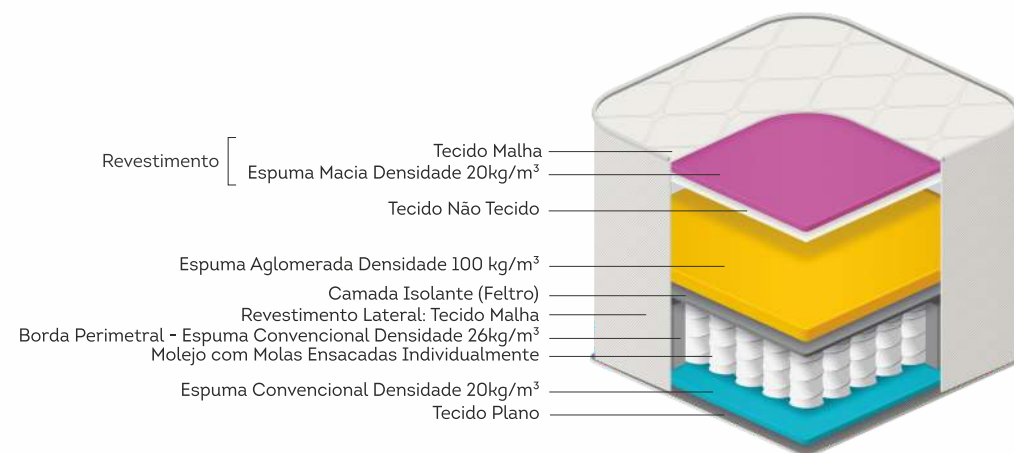 Revestimento
Tecido Malha
Espuma Macia Densidade 20kg/m³
Tecido Não Tecido
Espuma Aglomerada Densidade 100 kg/m³
Camada Isolante (Feltro)
Revestimento Lateral: Tecido Malha
Borda Perimetral - Espuma Convencional Densidade 26kg/m³
Molejo com Molas Ensacadas Individualmente
Espuma Convencional Densidade 20kg/m³
Tecido Plano